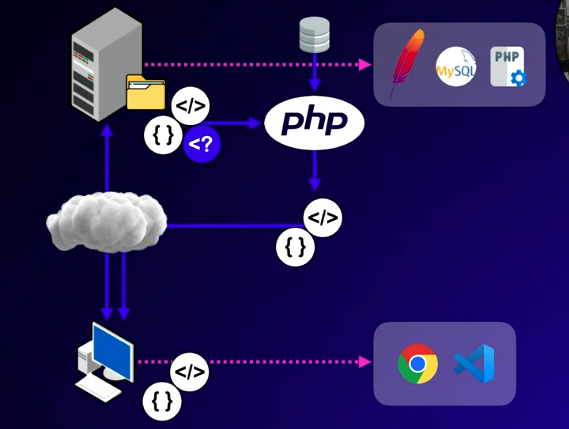 PHP
MySQL
</>
{ }
<?
php
</>
{ }
</>
{ }